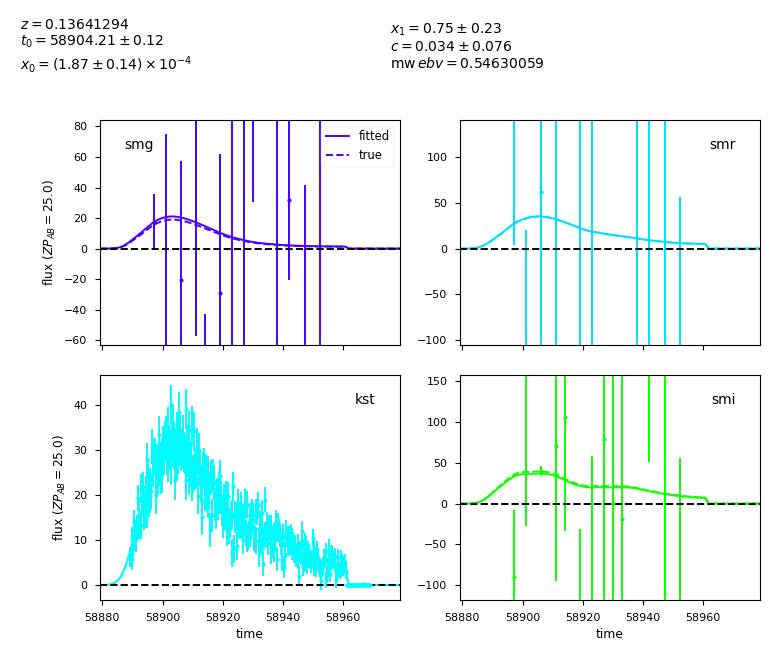 z = 0.13641294
t0 = 58904.21 ± 0.12
x0 = (1.87 ± 0.14) × 10^−4
x1 = 0.75 ± 0.23
c = 0.034 ± 0.076
mw ebv = 0.54630059
smg
fitted
true
flux (ZP_AB = 25.0)
80
60
40
20
0
−20
−40
−60
smr
100
50
0
−50
−100
kst
flux (ZP_AB = 25.0)
40
30
20
10
0
58880 58900 58920 58940 58960
time
smi
150
100
50
0
−50
−100
58880 58900 58920 58940 58960
time